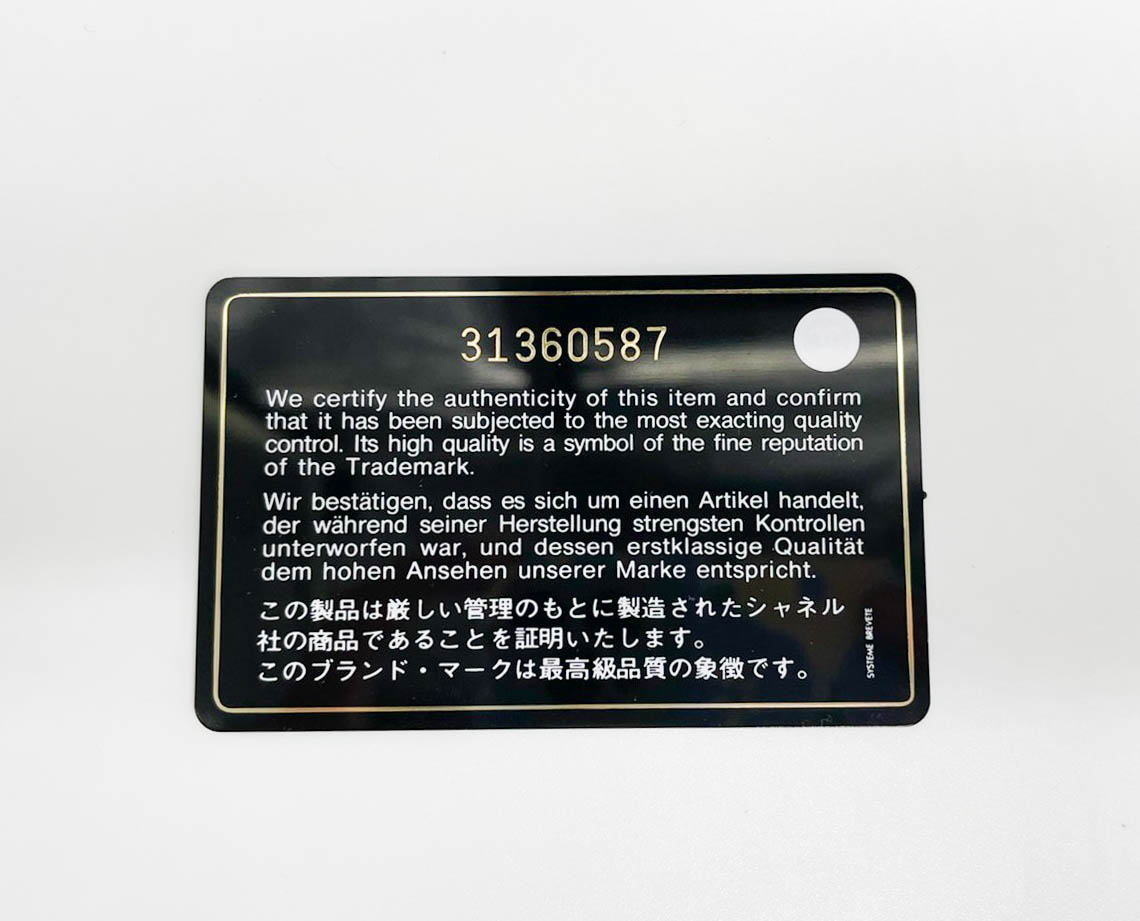 31360587
We certify the authenticity of this item and confirm
that it has been subjected to the most exacting quality
control. Its high quality is a symbol of the fine reputation
of the Trademark.
Wir bestätigen, dass es sich um einen Artikel handelt,
der während seiner Herstellung strengsten Kontrollen
unterworfen war, und dessen erstklassige Qualität
dem hohen Ansehen unserer Marke entspricht.
この製品は厳しい管理のもとに製造されたシャネル
社の商品であることを証明いたします。
このブランド・マークは最高級品質の象徴です。
SYSTEME BREVETE